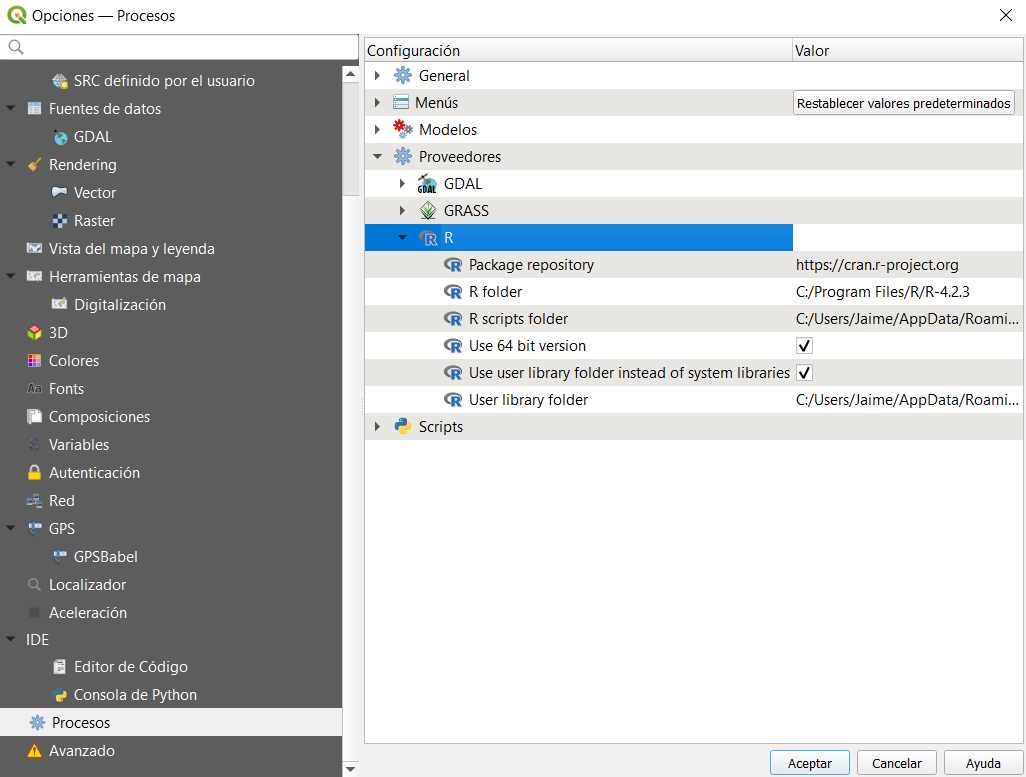 Opciones — Procesos
SRC definido por el usuario
Fuentes de datos
GDAL
Rendering
Vector
Raster
Vista del mapa y leyenda
Herramientas de mapa
Digitalización
3D
Colores
Fonts
Composiciones
Variables
Autenticación
Red
GPS
GPSBabel
Localizador
Aceleración
IDE
Editor de Código
Consola de Python
Procesos
Avanzado
Configuración Valor
General
Menús Restablecer valores predeterminados
Modelos
Proveedores
GDAL
GRASS
R
Package repository https://cran.r-project.org
R folder C:/Program Files/R/R-4.2.3
R scripts folder C:/Users/Jaime/AppData/Roami...
Use 64 bit version
Use user library folder instead of system libraries
User library folder C:/Users/Jaime/AppData/Roami...
Scripts
Aceptar Cancelar Ayuda